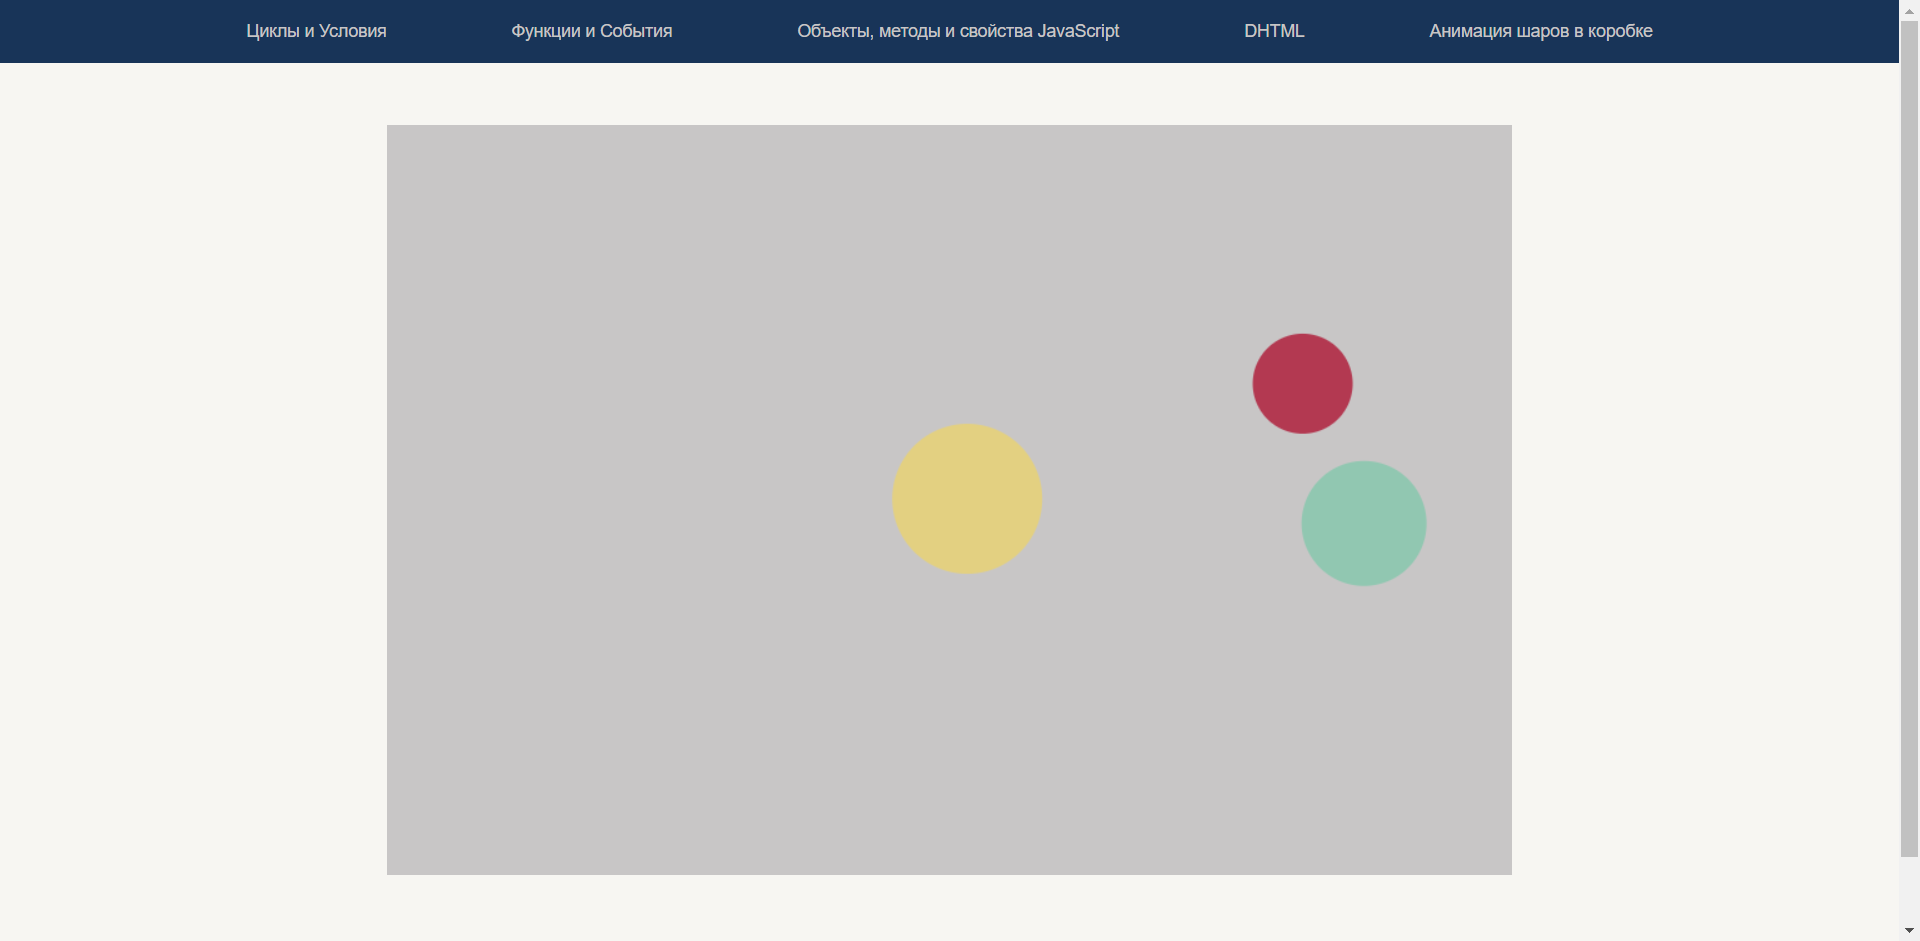 Циклы и Условия
Функции и События
Объекты, методы и свойства JavaScript
DHTML
Анимация шаров в коробке